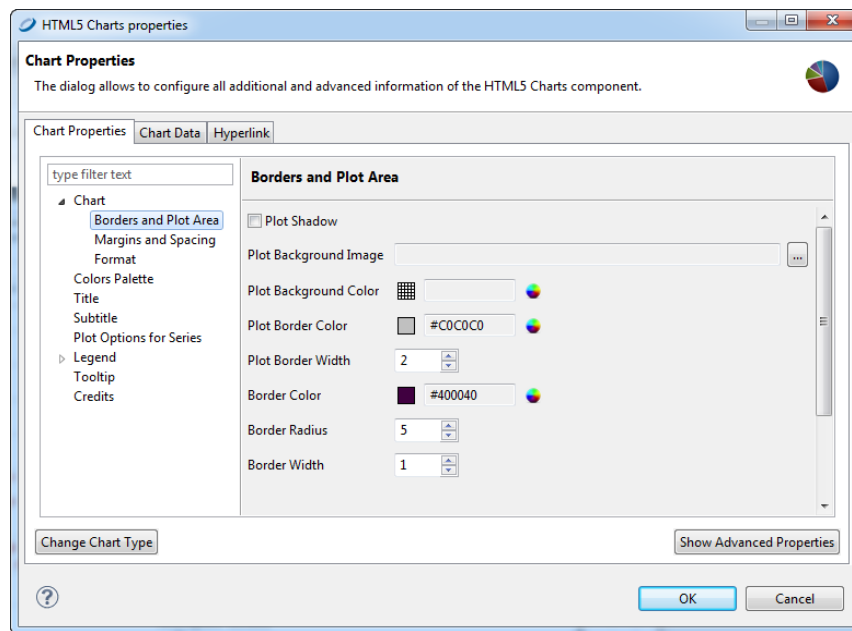 HTML5 Charts properties
Chart Properties
The dialog allows to configure all additional and advanced information of the HTML5 Charts component.
Chart Properties Chart Data Hyperlink
type filter text
Chart
Borders and Plot Area
Margins and Spacing
Format
Colors Palette
Title
Subtitle
Plot Options for Series
Legend
Tooltip
Credits
Borders and Plot Area
Plot Shadow
Plot Background Image ...
Plot Background Color
Plot Border Color #C0C0C0
Plot Border Width 2
Border Color #400040
Border Radius 5
Border Width 1
Change Chart Type Show Advanced Properties
? OK Cancel